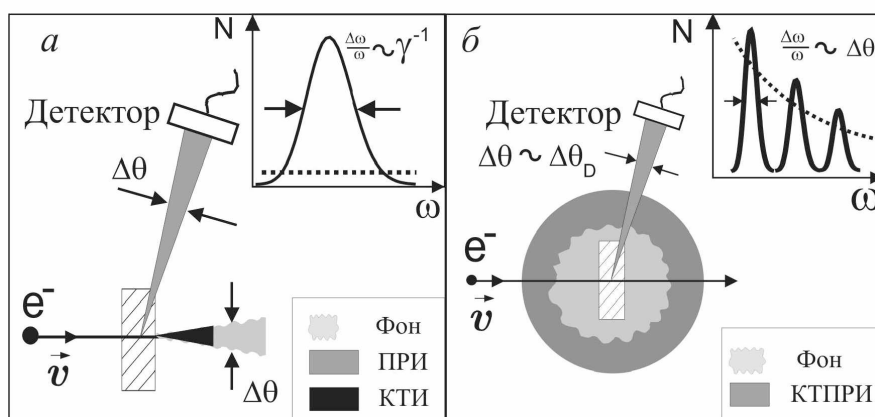 а
N
Δω/ω ~ γ⁻¹
Детектор
Δθ
ω
e⁻
v⃗
Δθ
Фон
ПРИ
КТИ
б
N
Δω/ω ~ Δθ
Детектор
Δθ ~ Δθ_D
ω
e⁻
v⃗
Фон
КТПРИ